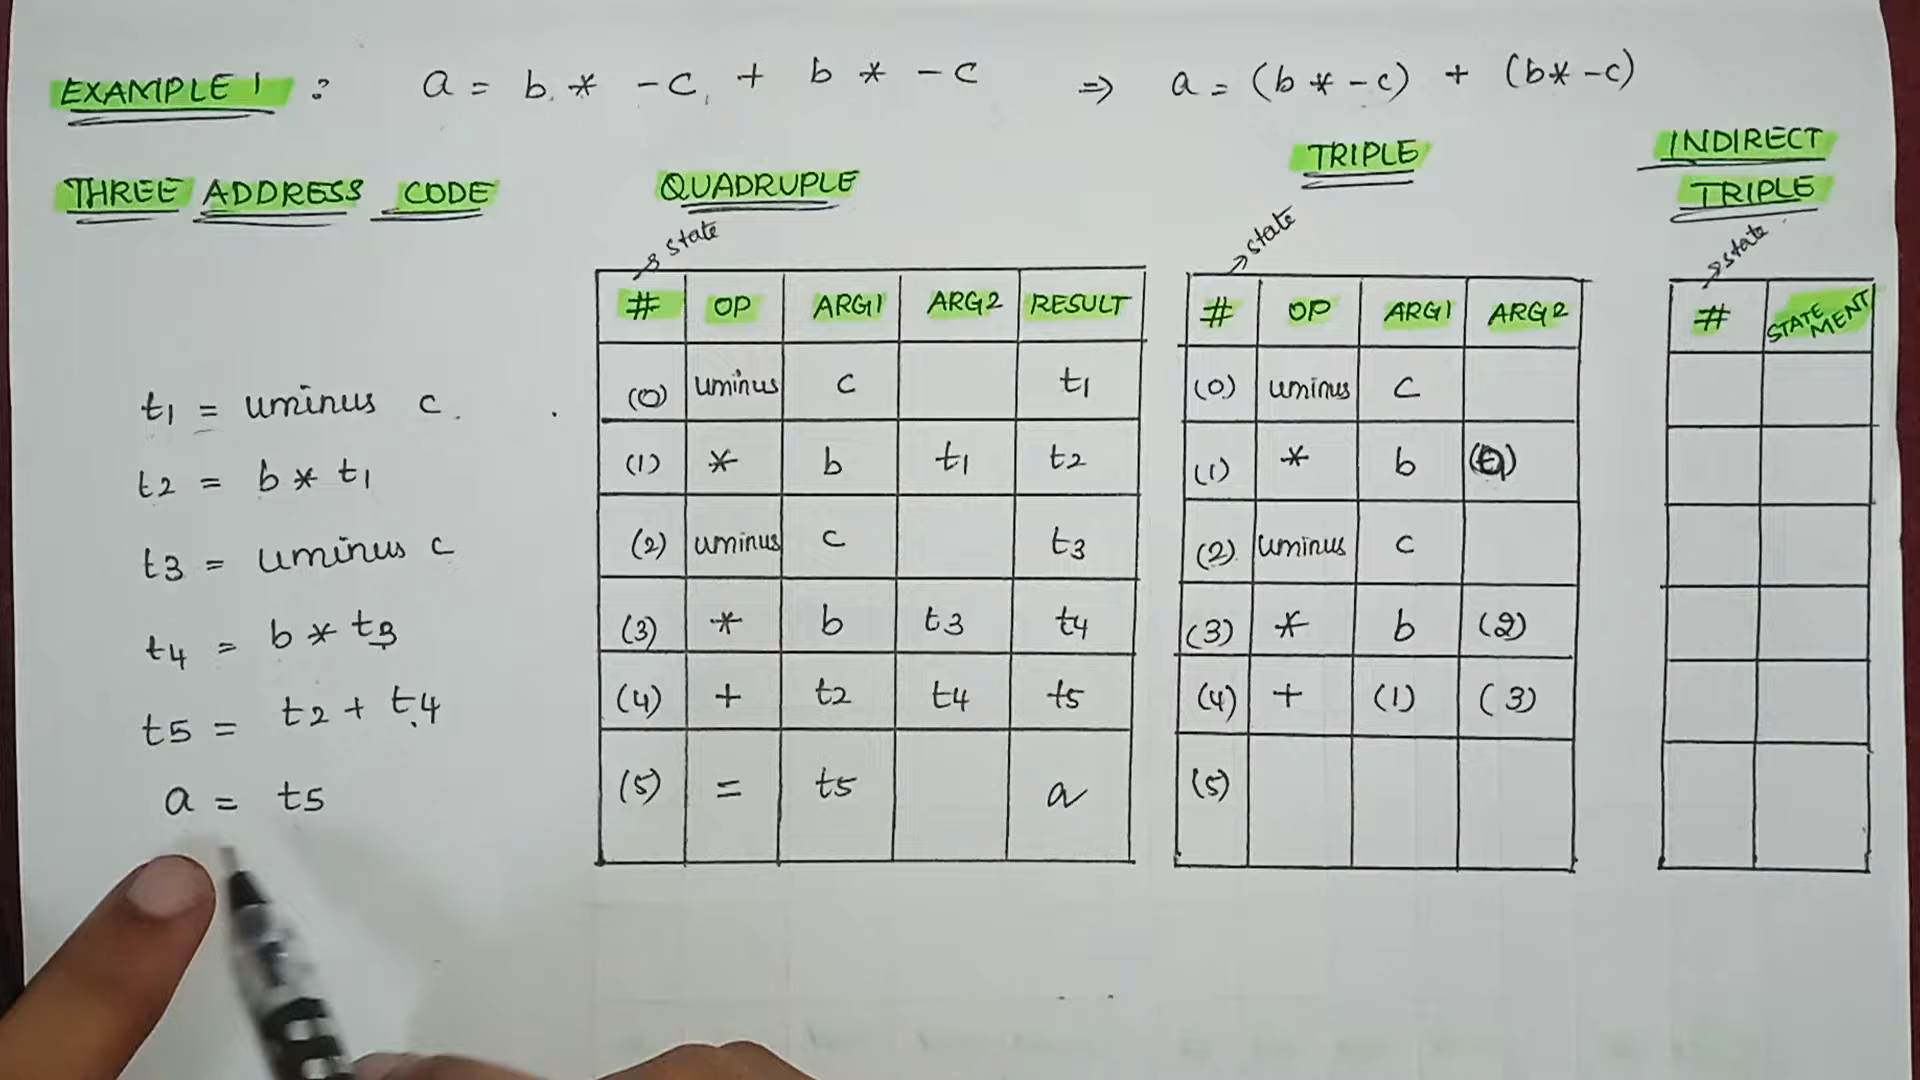 EXAMPLE 1 : a = b * -c + b * -c ⇒ a = (b * -c) + (b * -c)
THREE ADDRESS CODE
t1 = uminus c
t2 = b * t1
t3 = uminus c
t4 = b * t3
t5 = t2 + t4
a = t5
QUADRUPLE
state
# OP ARG1 ARG2 RESULT
(0) uminus c t1
(1) * b t1 t2
(2) uminus c t3
(3) * b t3 t4
(4) + t2 t4 t5
(5) = t5 a
TRIPLE
state
# OP ARG1 ARG2
(0) uminus c
(1) * b
(2) uminus c
(3) * b (2)
(4) + (1) (3)
(5)
INDIRECT
TRIPLE
state
# STATE
MENT